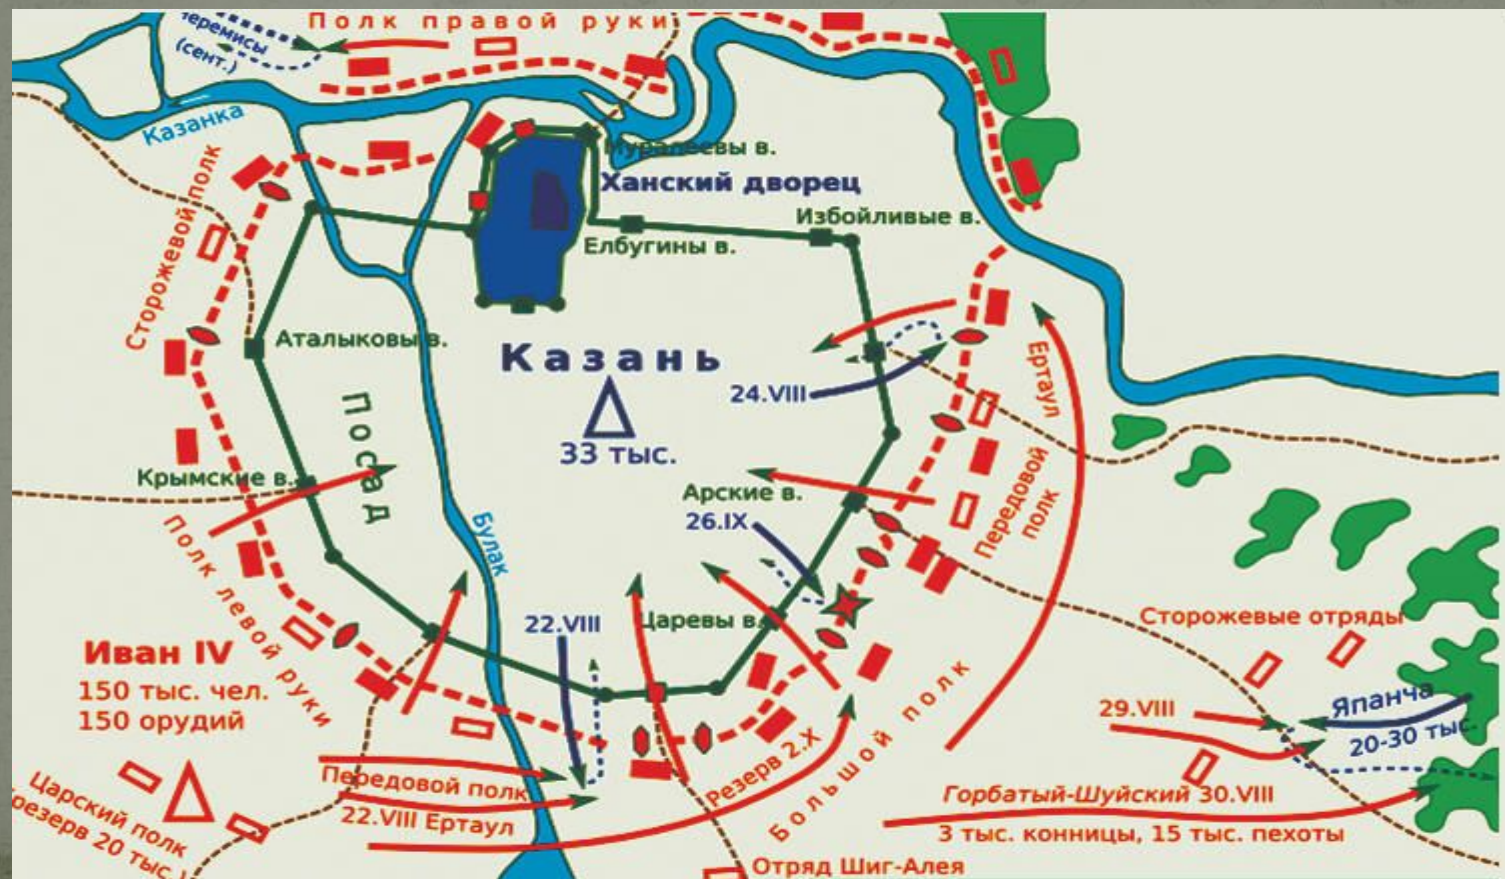 Полк правой руки
черемисы
(сент.)
Казанка
Муралеевы в.
Ханский дворец
Избойливые в.
Елбугины в.
Сторожевой полк
Аталыковы в.
Казань
33 тыс.
24.VIII
Ертаул
Посад
Крымские в.
Арские в.
26.IX
Передовой
полк
Булак
Полк левой руки
22.VIII
Царевы в.
Сторожевые отряды
Иван IV
150 тыс. чел.
150 орудий
Япанча
20-30 тыс.
29.VIII
Большой полк
Резерв 2.X
Передовой полк
22.VIII Ертаул
Царский полк
резерв 20 тыс.)
Горбатый-Шуйский 30.VIII
3 тыс. конницы, 15 тыс. пехоты
Отряд Шиг-Алея